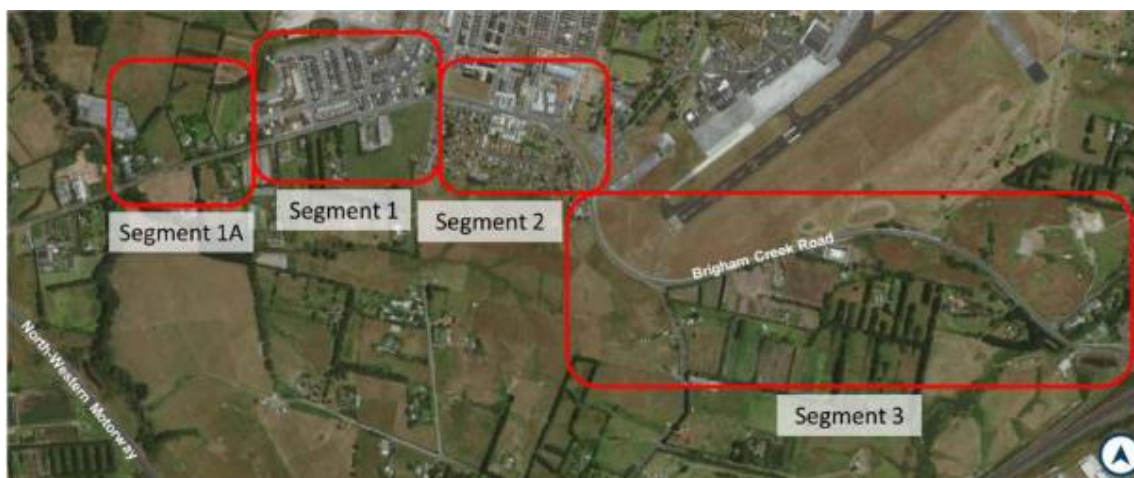 Segment 1A
Segment 1
Segment 2
Brigham Creek Road
Segment 3
North-Western Motorway